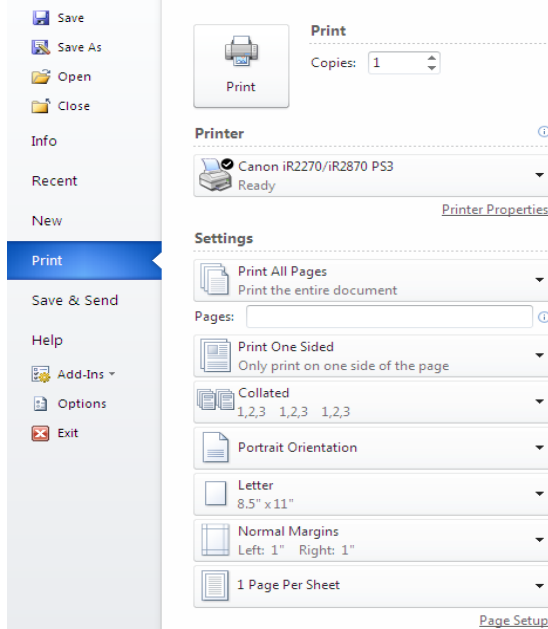 Save
Save As
Open
Close
Info
Recent
New
Print
Save & Send
Help
Add-Ins
Options
Exit
Print
Print
Copies: 1
Printer
Canon iR2270/iR2870 PS3
Ready
Printer Properties
Settings
Print All Pages
Print the entire document
Pages:
Print One Sided
Only print on one side of the page
Collated
1,2,3 1,2,3 1,2,3
Portrait Orientation
Letter
8.5" x 11"
Normal Margins
Left: 1" Right: 1"
1 Page Per Sheet
Page Setup